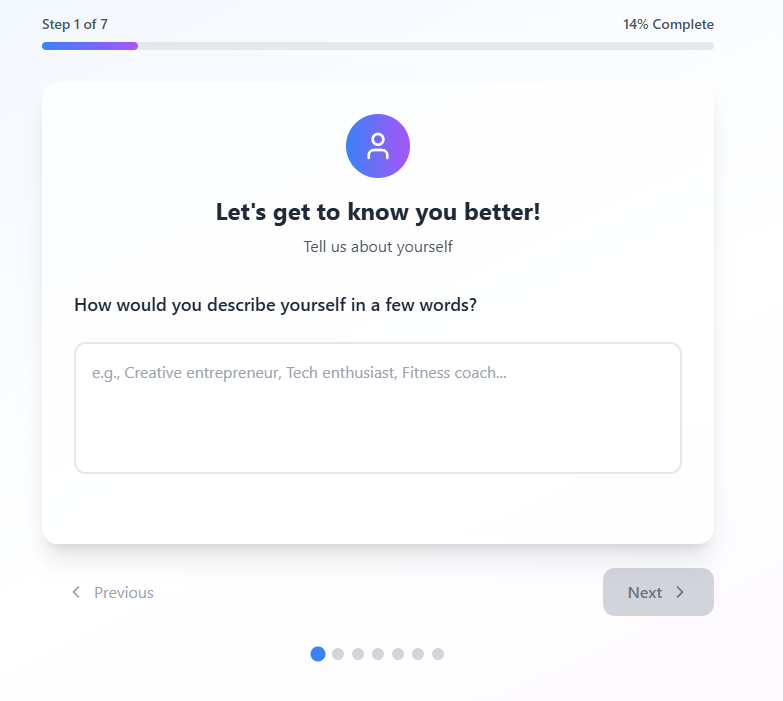 Step 1 of 7
14% Complete
Let's get to know you better!
Tell us about yourself
How would you describe yourself in a few words?
e.g., Creative entrepreneur, Tech enthusiast, Fitness coach...
Previous
Next